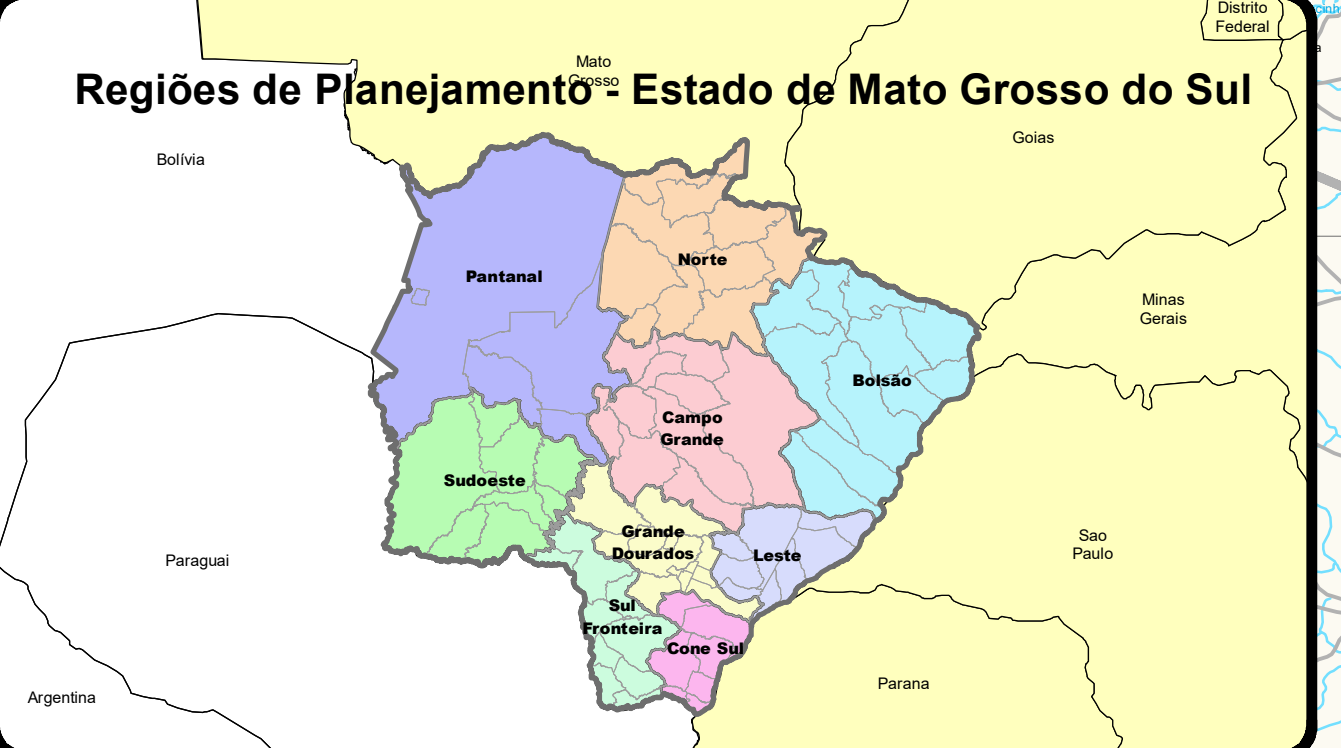 Distrito
Federal
Mato
Grosso
Regiões de Planejamento - Estado de Mato Grosso do Sul
Goias
Bolívia
Norte
Pantanal
Minas
Gerais
Bolsão
Campo
Grande
Sudoeste
Grande
Dourados
Leste
Sao
Paulo
Paraguai
Sul
Fronteira
Cone Sul
Parana
Argentina